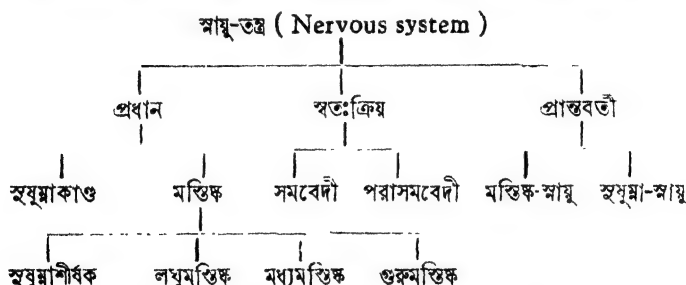 স্নায়ু-তন্ত্র ( Nervous system )
প্রধান স্বতঃক্রিয় প্রান্তবর্তী
সুষুম্নাকাণ্ড মস্তিষ্ক সমবেদী পরাসমবেদী মস্তিষ্ক-স্নায়ু সুষুম্না-স্নায়ু
সুষুম্নাশীর্ষক লঘুমস্তিষ্ক মধ্যমস্তিষ্ক গুরুমস্তিষ্ক